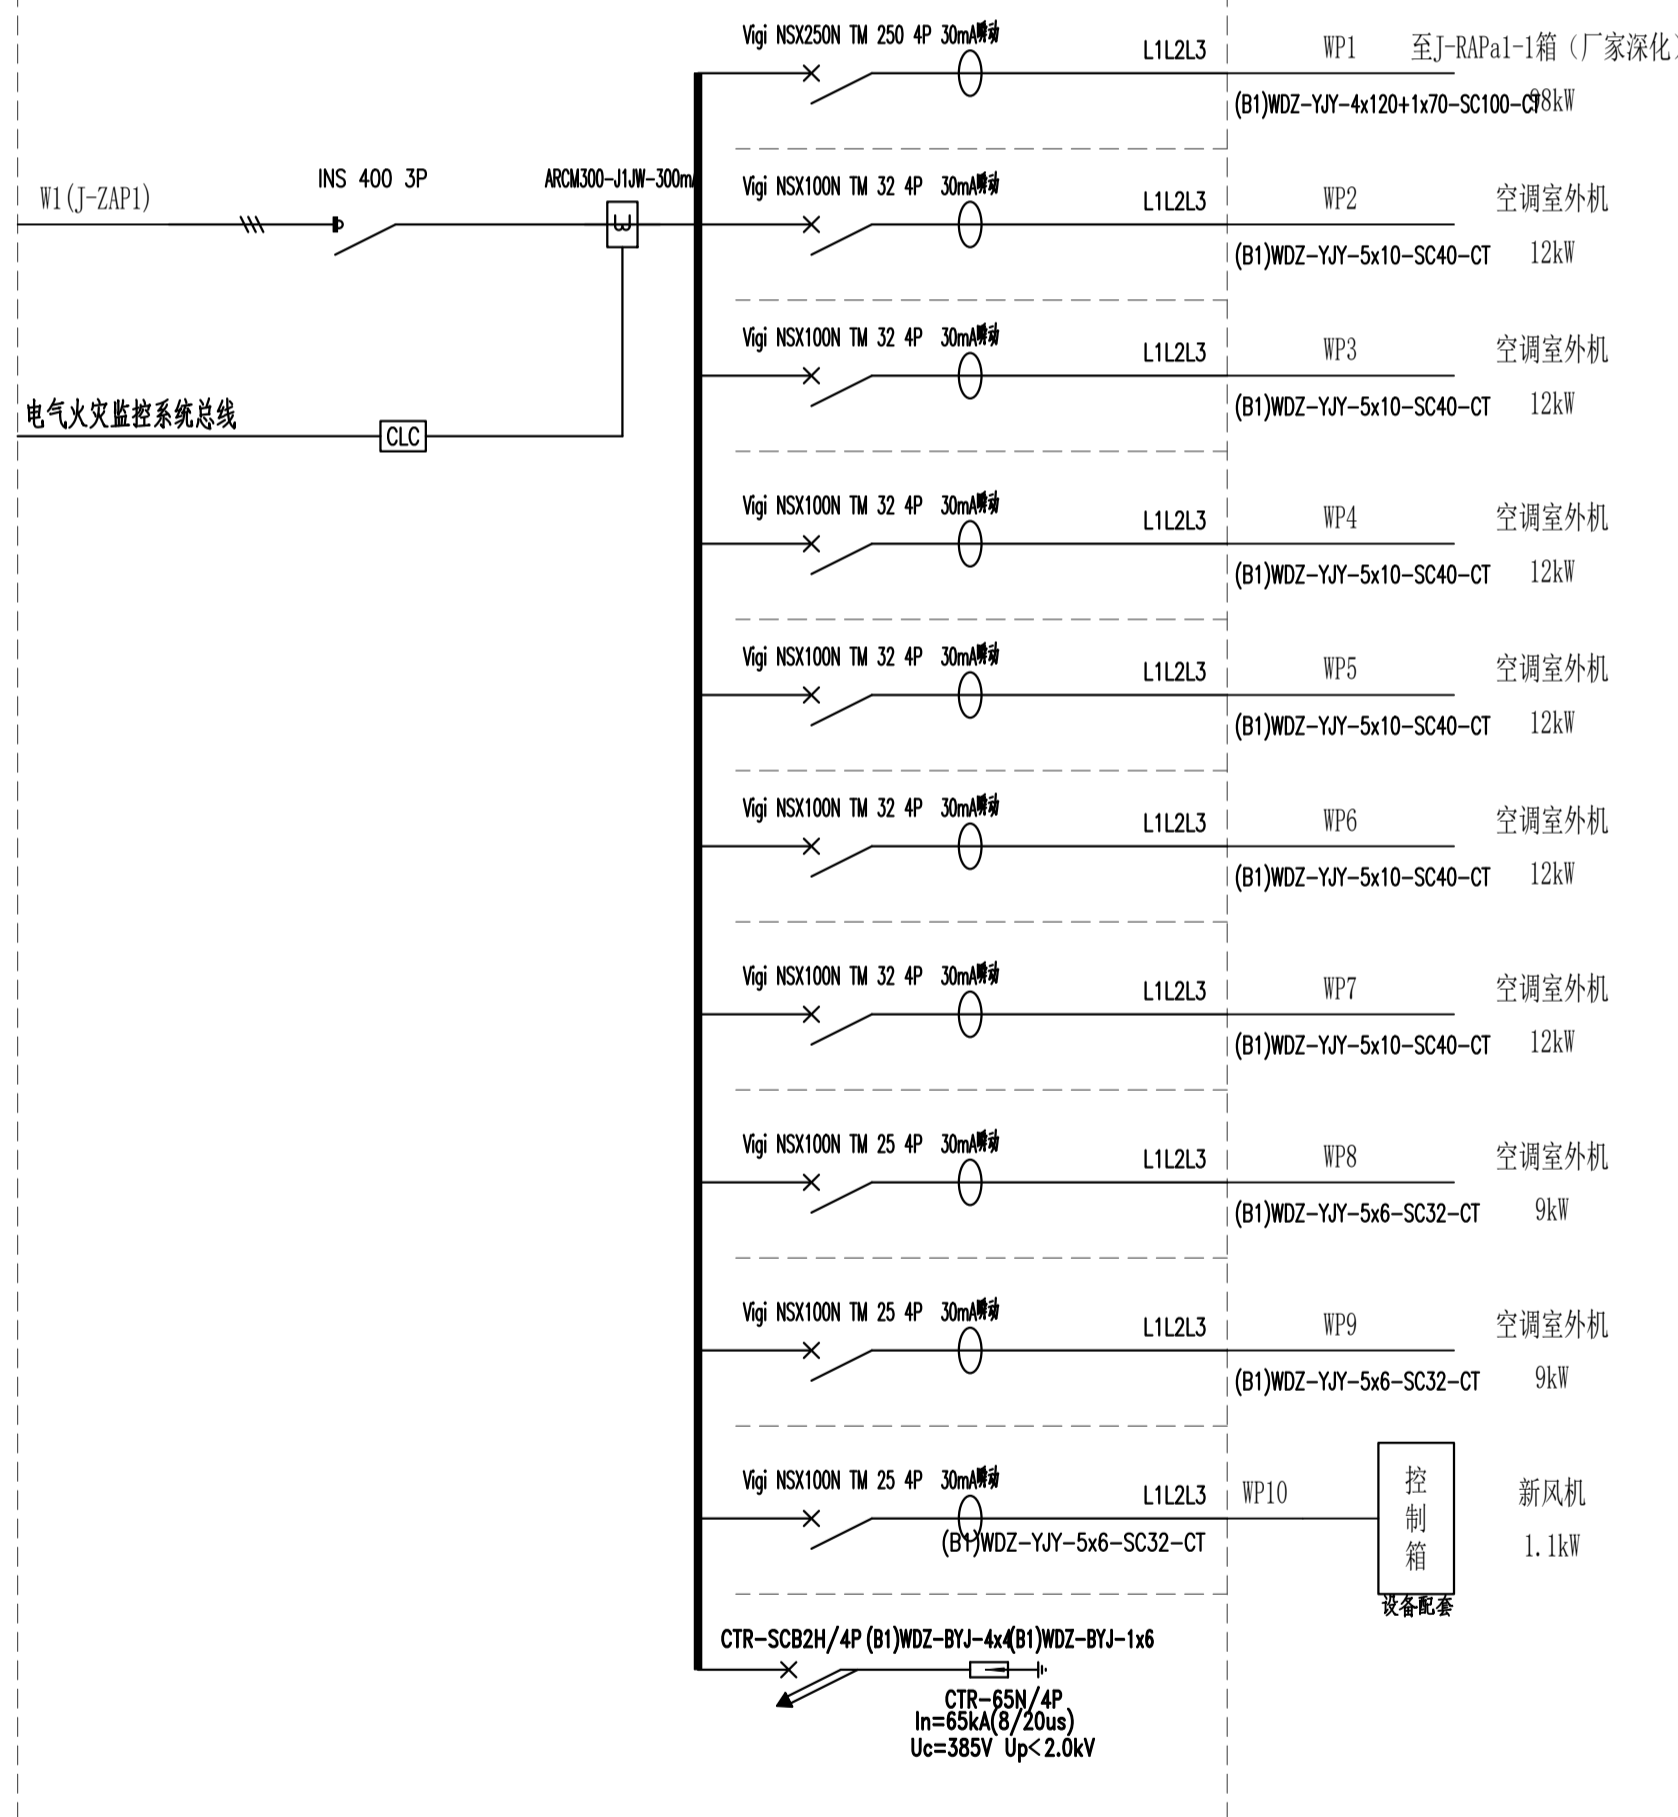 Vigi NSX250N TM 250 4P 30mA瞬动
L1L2L3
WP1
至J-RAPa1-1箱（厂家深化）
(B1)WDZ-YJY-4x120+1x70-SC100-CT
98kW
W1(J-ZAP1)
INS 400 3P
ARCM300-J1JW-300mA
Vigi NSX100N TM 32 4P 30mA瞬动
L1L2L3
WP2
空调室外机
(B1)WDZ-YJY-5x10-SC40-CT
12kW
Vigi NSX100N TM 32 4P 30mA瞬动
L1L2L3
WP3
空调室外机
(B1)WDZ-YJY-5x10-SC40-CT
12kW
电气火灾监控系统总线
CLC
Vigi NSX100N TM 32 4P 30mA瞬动
L1L2L3
WP4
空调室外机
(B1)WDZ-YJY-5x10-SC40-CT
12kW
Vigi NSX100N TM 32 4P 30mA瞬动
L1L2L3
WP5
空调室外机
(B1)WDZ-YJY-5x10-SC40-CT
12kW
Vigi NSX100N TM 32 4P 30mA瞬动
L1L2L3
WP6
空调室外机
(B1)WDZ-YJY-5x10-SC40-CT
12kW
Vigi NSX100N TM 32 4P 30mA瞬动
L1L2L3
WP7
空调室外机
(B1)WDZ-YJY-5x10-SC40-CT
12kW
Vigi NSX100N TM 25 4P 30mA瞬动
L1L2L3
WP8
空调室外机
(B1)WDZ-YJY-5x6-SC32-CT
9kW
Vigi NSX100N TM 25 4P 30mA瞬动
L1L2L3
WP9
空调室外机
(B1)WDZ-YJY-5x6-SC32-CT
9kW
Vigi NSX100N TM 25 4P 30mA瞬动
L1L2L3
WP10
控制箱
新风机
(B1)WDZ-YJY-5x6-SC32-CT
1.1kW
设备配套
CTR-SCB2H/4P
(B1)WDZ-BYJ-4x4
(B1)WDZ-BYJ-1x6
CTR-65N/4P
In=65kA(8/20us)
Uc=385V Up<2.0kV